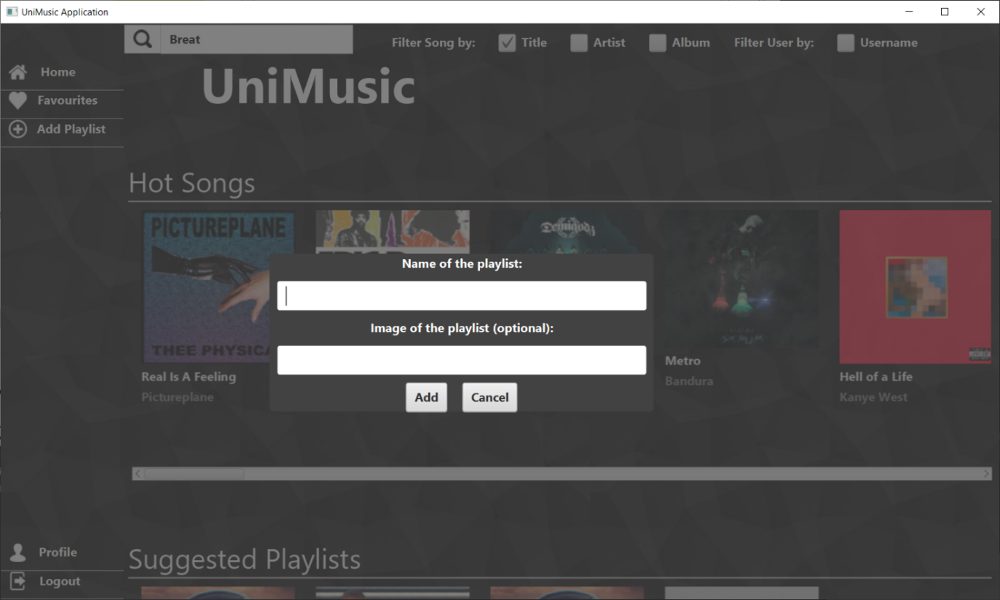 UniMusic Application
Breat
Filter Song by:
Title
Artist
Album
Filter User by:
Username
Home
Favourites
Add Playlist
UniMusic
Hot Songs
PICTUREPLANE
THEE PHYSICA
Demigodz
Name of the playlist:
Image of the playlist (optional):
Add
Cancel
Real Is A Feeling
Pictureplane
Metro
Bandura
Hell of a Life
Kanye West
Profile
Logout
Suggested Playlists